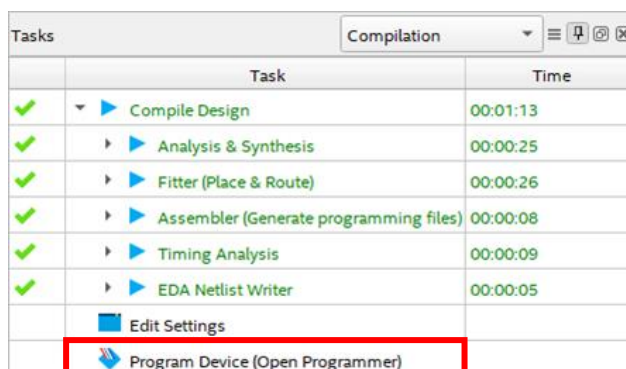 Tasks Compilation
Task Time
Compile Design 00:01:13
Analysis & Synthesis 00:00:25
Fitter (Place & Route) 00:00:26
Assembler (Generate programming files) 00:00:08
Timing Analysis 00:00:09
EDA Netlist Writer 00:00:05
Edit Settings
Program Device (Open Programmer)